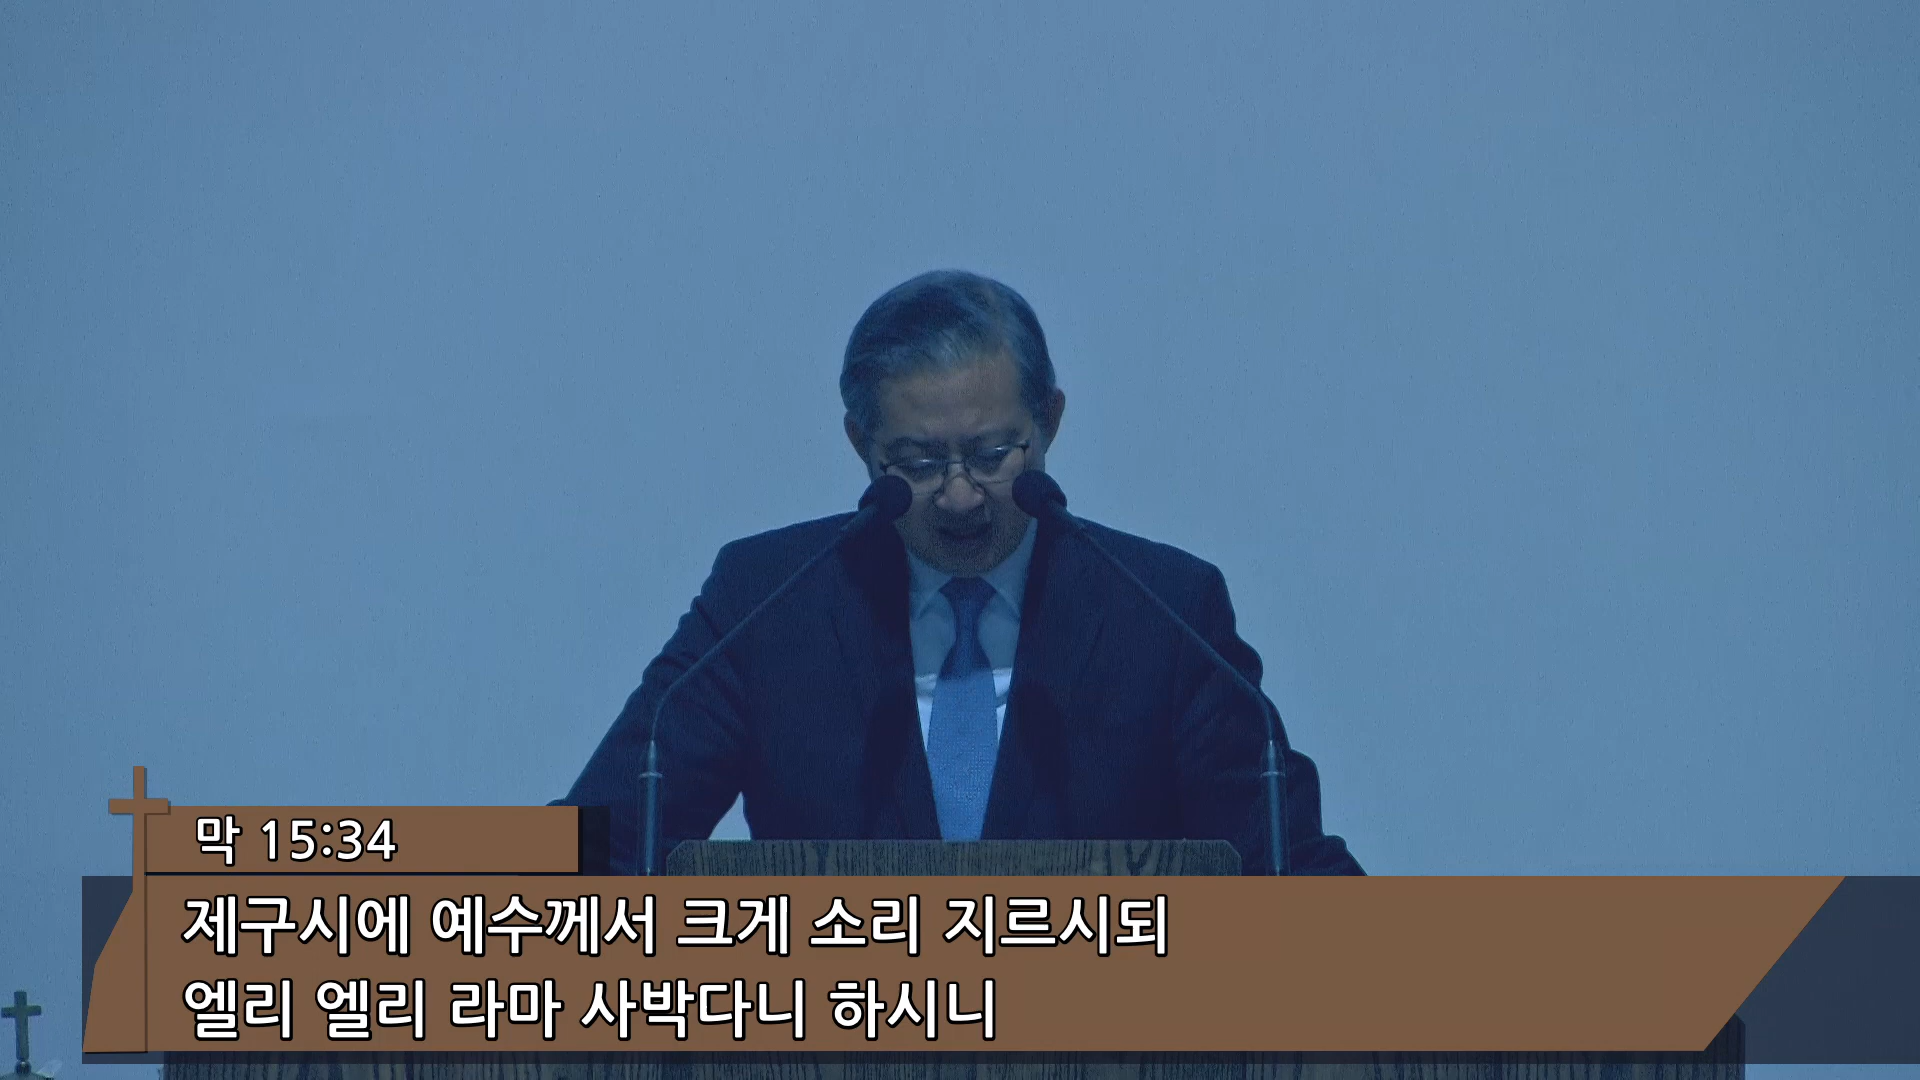 막 15:34
제구시에 예수께서 크게 소리 지르시되
엘리 엘리 라마 사박다니 하시니